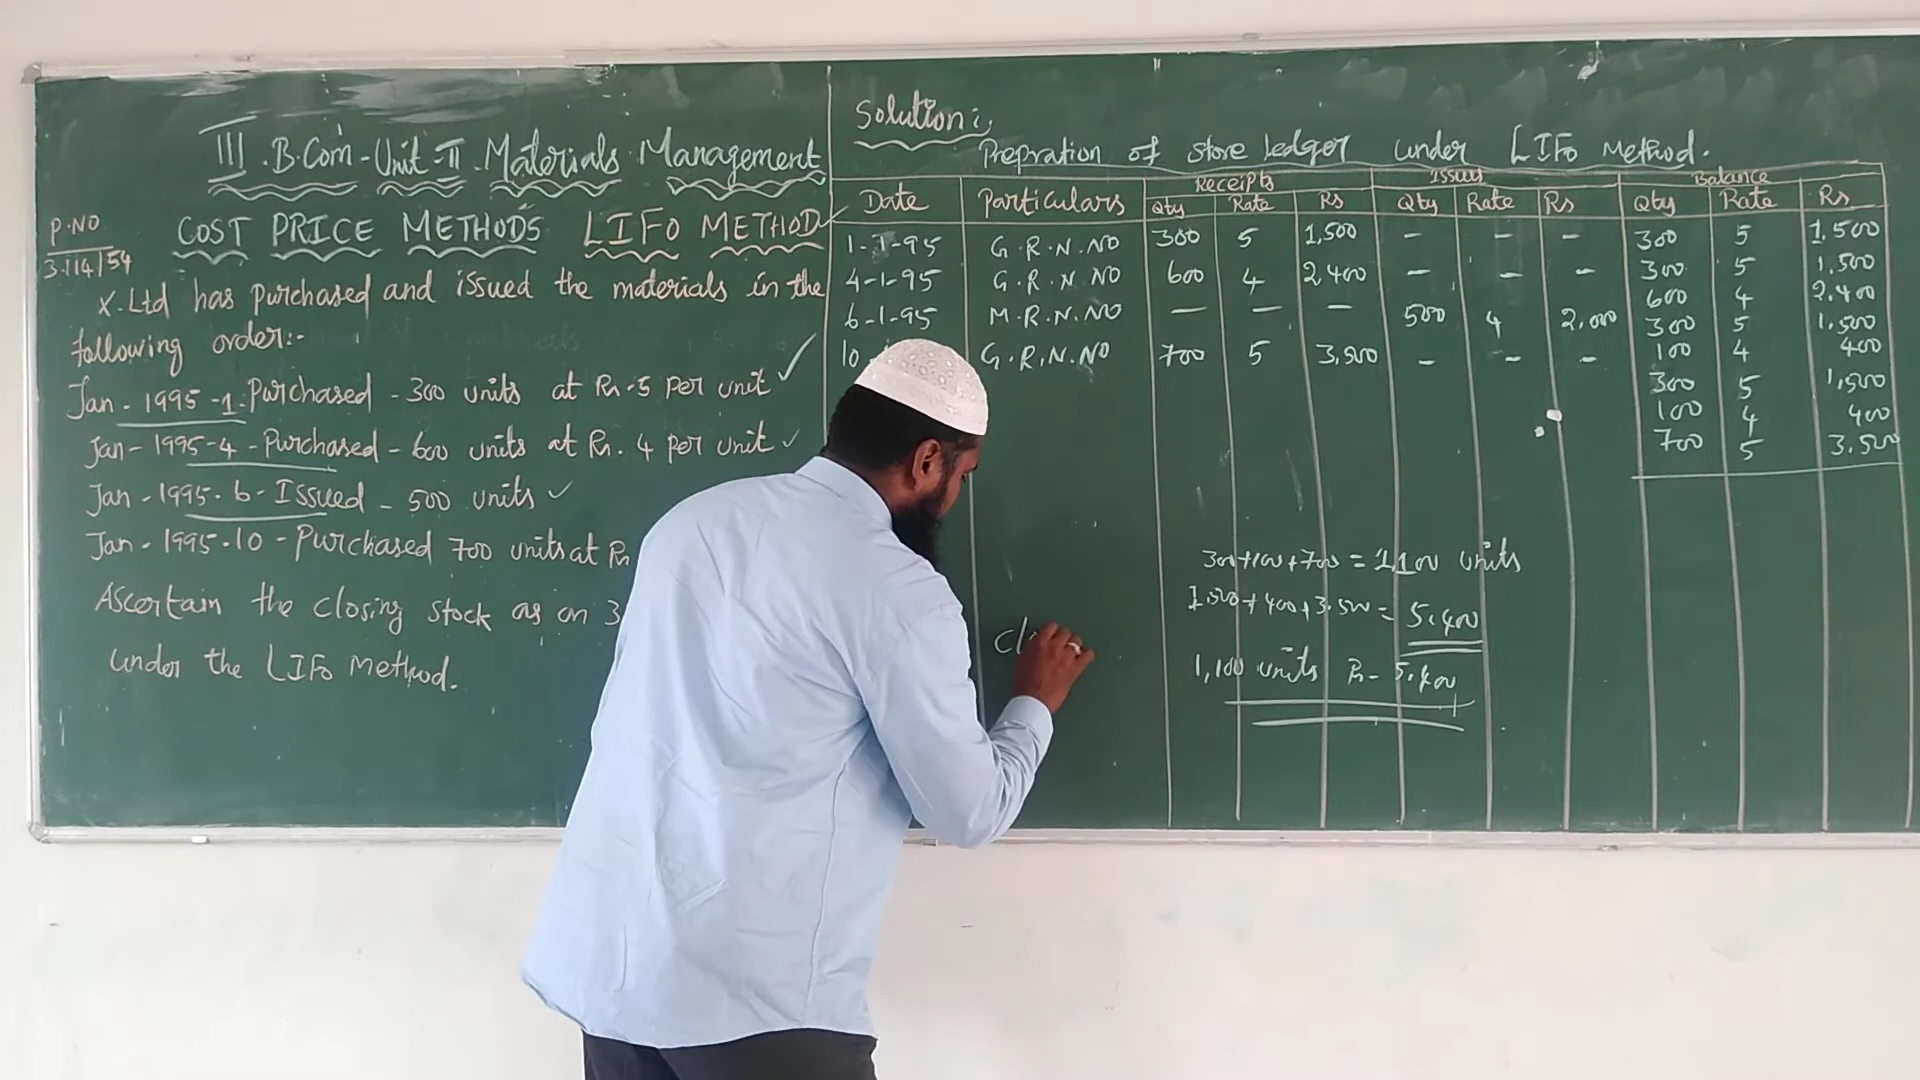 III. B.Com - Unit-II. Materials Management
COST PRICE METHODS LIFO METHOD
P.NO
3.114/54
X.Ltd has purchased and issued the materials in the
following order:-
Jan - 1995 -1. Purchased - 300 units at Rs. 5 per unit ✓
Jan - 1995-4 - Purchased - 600 units at Rs. 4 per unit ✓
Jan - 1995. 6 - Issued - 500 units ✓
Jan - 1995.10 - Purchased 700 units at Rs
Ascertain the closing stock as on 3
under the LIFO Method.
Solution:
Prepration of store ledger under LIFO Method.
Receipts Issues Balance
Date Particulars Qty Rate Rs Qty Rate Rs Qty Rate Rs
1-1-95 G.R.N.NO 300 5 1,500 - - - 300 5 1.500
4-1-95 G.R.N.NO 600 4 2,400 - - - 300 5 1.500
600 4 2.400
6-1-95 M.R.N.NO - - - 500 4 2.000 300 5 1.500
100 4 400
10 G.R.N.NO 700 5 3.500 - - - 300 5 1,500
100 4 400
700 5 3.500
300+100+700 = 1100 units
1.500+400+3.500 = 5.400
1,100 units Rs- 5.400